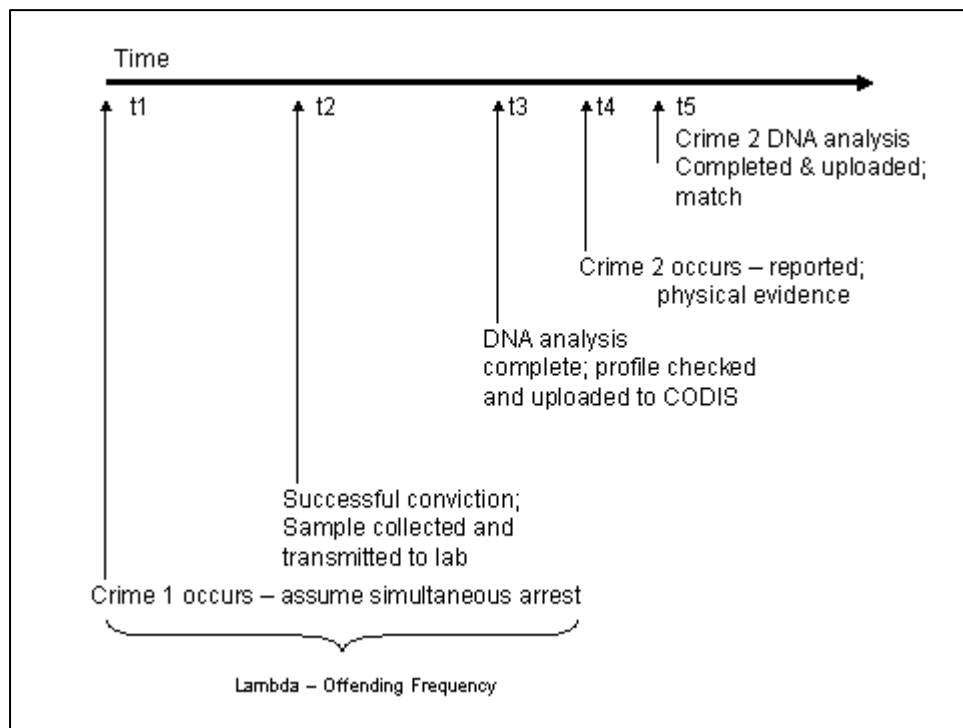 Time
t1
t2
t3
t4
t5
Crime 2 DNA analysis
Completed & uploaded;
match
Crime 2 occurs – reported;
physical evidence
DNA analysis
complete; profile checked
and uploaded to CODIS
Successful conviction;
Sample collected and
transmitted to lab
Crime 1 occurs – assume simultaneous arrest
Lambda – Offending Frequency